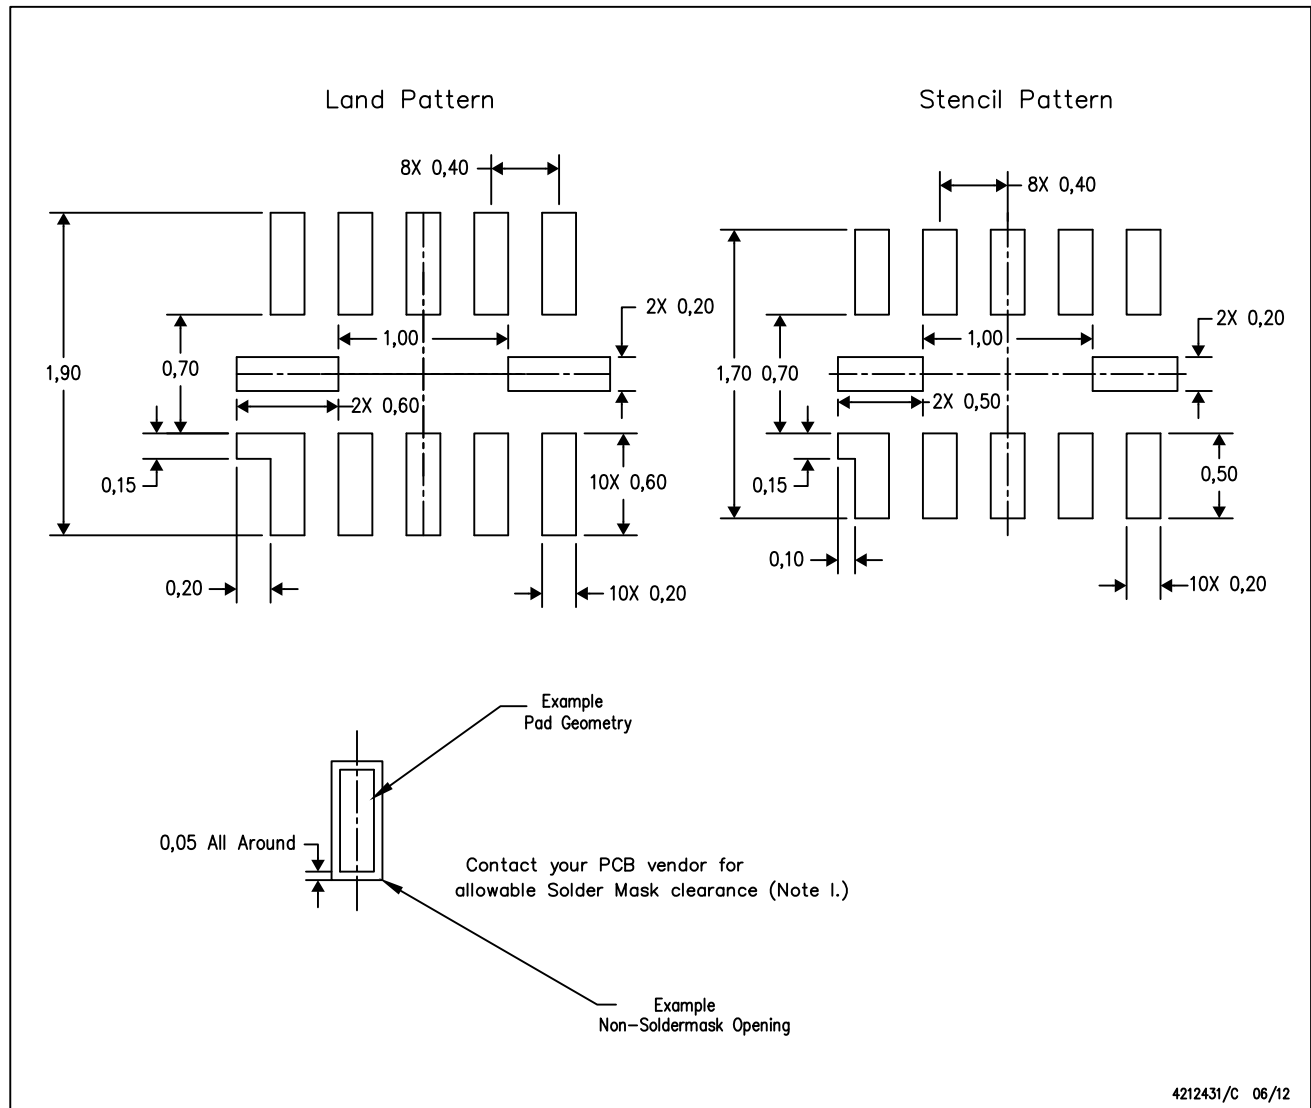 Land Pattern
8X 0,40
2X 0,20
1,00
1,90
0,70
2X 0,60
0,15
10X 0,60
0,20
10X 0,20
Stencil Pattern
8X 0,40
2X 0,20
1,00
1,70
0,70
2X 0,50
0,15
0,50
0,10
10X 0,20
Example
Pad Geometry
0,05 All Around
Contact your PCB vendor for
allowable Solder Mask clearance (Note I.)
Example
Non-Soldermask Opening
4212431/C 06/12